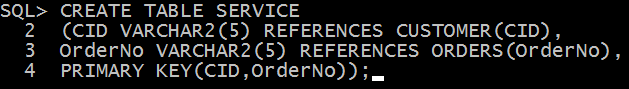 SQL> CREATE TABLE SERVICE
2 (CID VARCHAR2(5) REFERENCES CUSTOMER(CID),
3 OrderNo VARCHAR2(5) REFERENCES ORDERS(OrderNo),
4 PRIMARY KEY(CID,OrderNo));